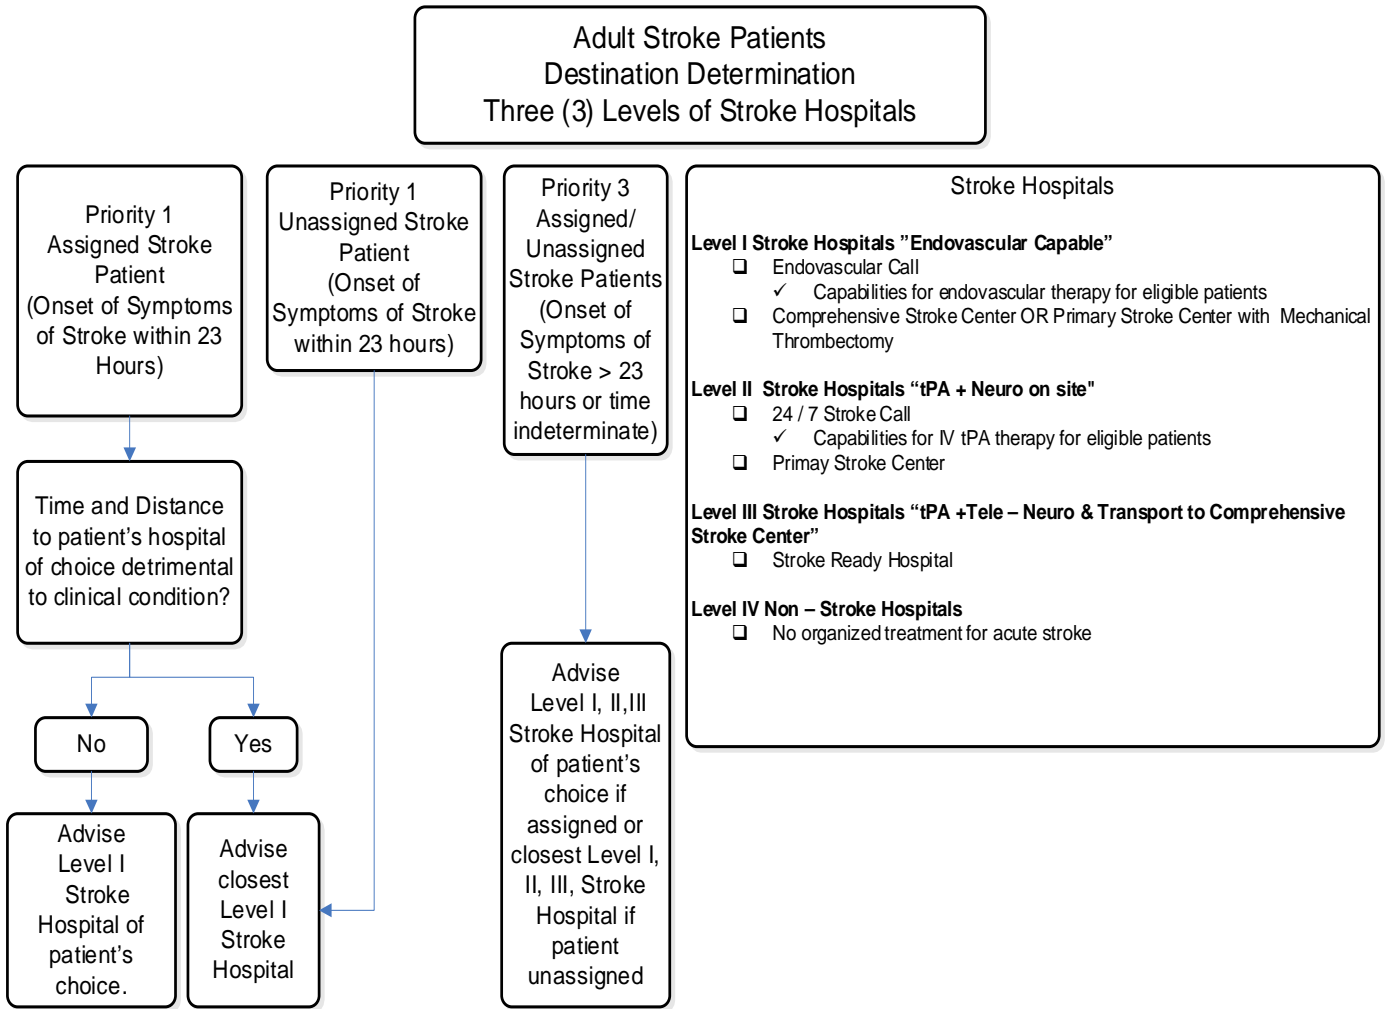 Adult Stroke Patients
Destination Determination
Three (3) Levels of Stroke Hospitals
Priority 1
Assigned Stroke
Patient
(Onset of Symptoms
of Stroke within 23
Hours)
Time and Distance
to patient's hospital
of choice detrimental
to clinical condition?
No
Yes
Advise
Level I
Stroke
Hospital of
patient's
choice.
Advise
closest
Level I
Stroke
Hospital
Priority 1
Unassigned Stroke
Patient
(Onset of
Symptoms of Stroke
within 23 hours)
Priority 3
Assigned/
Unassigned
Stroke Patients
(Onset of
Symptoms of
Stroke > 23
hours or time
indeterminate)
Advise
Level I, II,III
Stroke Hospital
of patient's
choice if
assigned or
closest Level I,
II, III, Stroke
Hospital if
patient
unassigned
Stroke Hospitals
Level I Stroke Hospitals ”Endovascular Capable”
❑ Endovascular Call
✓ Capabilities for endovascular therapy for eligible patients
❑ Comprehensive Stroke Center OR Primary Stroke Center with Mechanical
Thrombectomy
Level II Stroke Hospitals “tPA + Neuro on site"
❑ 24 / 7 Stroke Call
✓ Capabilities for IV tPA therapy for eligible patients
❑ Primay Stroke Center
Level III Stroke Hospitals “tPA +Tele – Neuro & Transport to Comprehensive
Stroke Center”
❑ Stroke Ready Hospital
Level IV Non – Stroke Hospitals
❑ No organized treatment for acute stroke